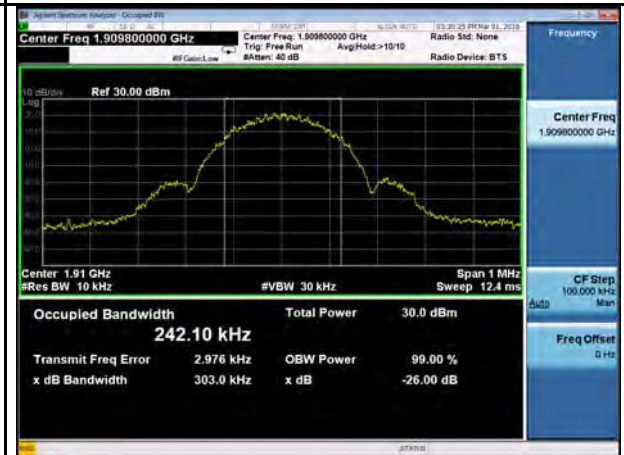 Agilent Spectrum Analyzer - Occupied BW
Center Freq 1.909800000 GHz
Center Freq: 1.909800000 GHz
Radio Std: None
Trig: Free Run
Avg|Hold:>10/10
#IFGain:Low
#Atten: 40 dB
Radio Device: BTS
10 dB/div
Ref 30.00 dBm
Log
Center 1.91 GHz
Span 1 MHz
#Res BW 10 kHz
#VBW 30 kHz
Sweep 12.4 ms
Occupied Bandwidth
Total Power
30.0 dBm
242.10 kHz
Transmit Freq Error
2.976 kHz
OBW Power
99.00 %
x dB Bandwidth
303.0 kHz
x dB
-26.00 dB
Frequency
Center Freq
1.909800000 GHz
CF Step
100.000 kHz
Auto Man
Freq Offset
0 Hz
MSG
STATUS